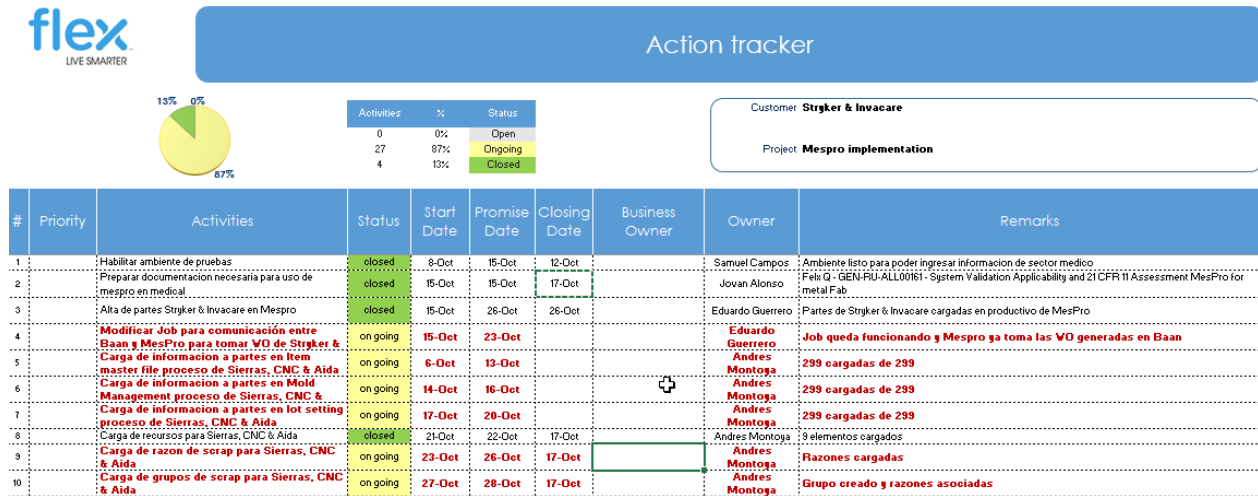 flex
LIVE SMARTER
Action tracker
13% 0%
87%
Activities % Status
0 0% Open
27 87% Ongoing
4 13% Closed
Customer Stryker & Invacare
Project Mespro implementation
# Priority Activities Status Start Date Promise Date Closing Date Business Owner Owner Remarks
1 Habilitar ambiente de pruebas closed 8-Oct 15-Oct 12-Oct Samuel Campos Ambiente listo para poder ingresar informacion de sector medico
2 Preparar documentacion necesaria para uso de mespro en medical closed 15-Oct 15-Oct 17-Oct Jovan Alonso Felx Q - GEN-RU-ALL00161 - System Validation Applicability and 21 CFR 11 Assessment MesPro for metal Fab
3 Alta de partes Stryker & Invacare en Mespro closed 15-Oct 26-Oct 26-Oct Eduardo Guerrero Partes de Stryker & Invacare cargadas en productivo de MesPro
4 Modificar Job para comunicación entre Baan y MesPro para tomar WO de Stryker & on going 15-Oct 23-Oct Eduardo Guerrero Job queda funcionando y Mespro ya toma las WO generadas en Baan
5 Carga de informacion a partes en Item master file proceso de Sierras, CNC & Aida on going 6-Oct 13-Oct Andres Montoya 299 cargadas de 299
6 Carga de informacion a partes en Mold Management proceso de Sierras, CNC & on going 14-Oct 16-Oct Andres Montoya 299 cargadas de 299
7 Carga de informacion a partes en lot setting proceso de Sierras, CNC & Aida on going 17-Oct 20-Oct Andres Montoya 299 cargadas de 299
8 Carga de recursos para Sierras, CNC & Aida closed 21-Oct 22-Oct 17-Oct Andres Montoya 9 elementos cargados
9 Carga de razon de scrap para Sierras, CNC & Aida on going 23-Oct 26-Oct 17-Oct Andres Montoya Razones cargadas
10 Carga de grupos de scrap para Sierras, CNC & Aida on going 27-Oct 28-Oct 17-Oct Andres Montoya Grupo creado y razones asociadas